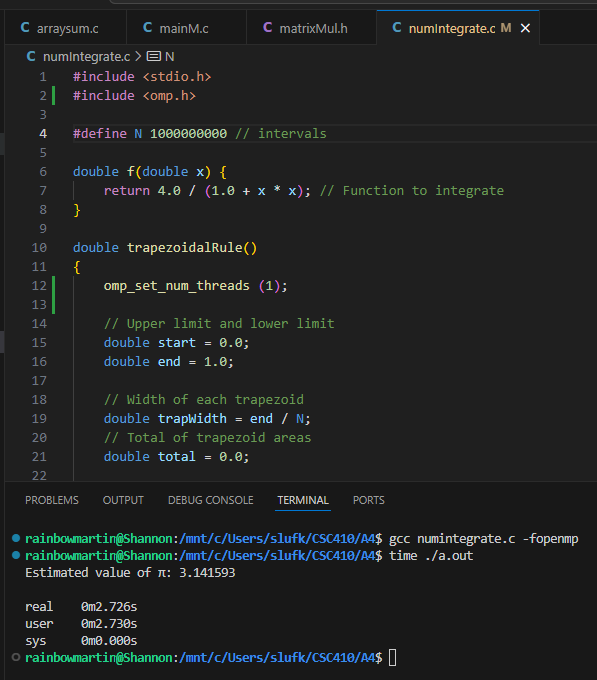 C arraysum.c C mainM.c C matrixMul.h C numIntegrate.c M ×
C numIntegrate.c > N
1 #include <stdio.h>
2 #include <omp.h>
3
4 #define N 1000000000 // intervals
5
6 double f(double x) {
7 return 4.0 / (1.0 + x * x); // Function to integrate
8 }
9
10 double trapezoidalRule()
11 {
12 omp_set_num_threads (1);
13
14 // Upper limit and lower limit
15 double start = 0.0;
16 double end = 1.0;
17
18 // Width of each trapezoid
19 double trapWidth = end / N;
20 // Total of trapezoid areas
21 double total = 0.0;
22
PROBLEMS OUTPUT DEBUG CONSOLE TERMINAL PORTS
rainbowmartin@Shannon:/mnt/c/Users/slufk/CSC410/A4$ gcc numintegrate.c -fopenmp
rainbowmartin@Shannon:/mnt/c/Users/slufk/CSC410/A4$ time ./a.out
Estimated value of π: 3.141593
real 0m2.726s
user 0m2.730s
sys 0m0.000s
rainbowmartin@Shannon:/mnt/c/Users/slufk/CSC410/A4$